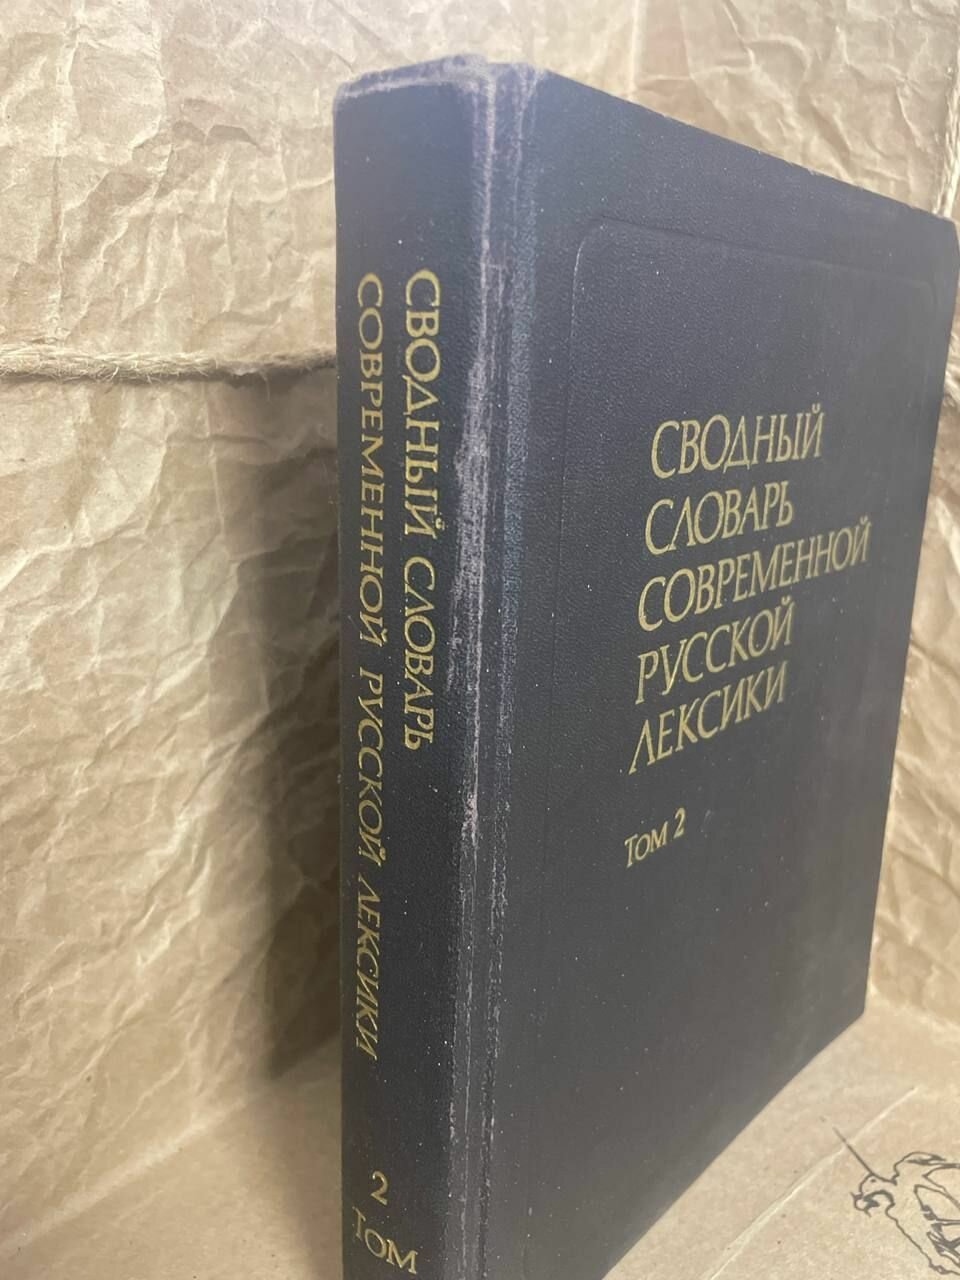 СВОДНЫЙ СЛОВАРЬ
СОВРЕМЕННОЙ РУССКОЙ ЛЕКСИКИ
2
ТОМ
СВОДНЫЙ
СЛОВАРЬ
СОВРЕМЕННОЙ
РУССКОЙ
ЛЕКСИКИ
ТОМ 2